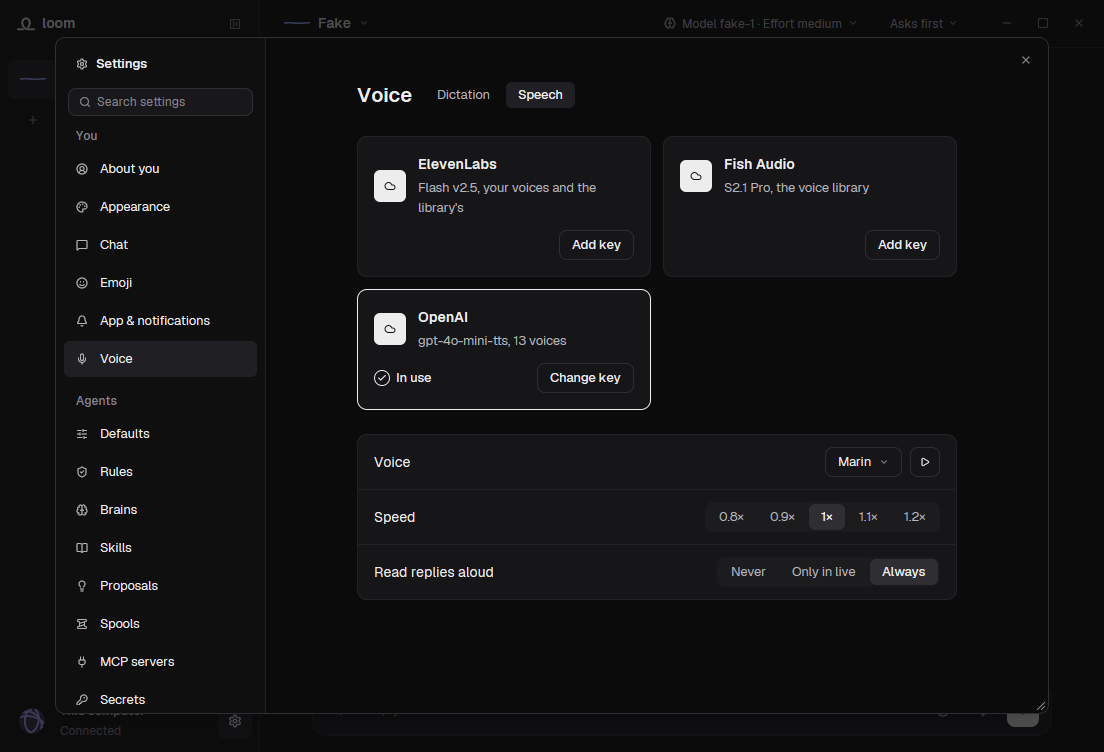 loom
Fake
Model fake-1 · Effort medium
Asks first
Settings
Search settings
You
About you
Appearance
Chat
Emoji
App & notifications
Voice
Agents
Defaults
Rules
Brains
Skills
Proposals
Spools
MCP servers
Secrets
Connected
Voice
Dictation
Speech
ElevenLabs
Flash v2.5, your voices and the
library's
Add key
Fish Audio
S2.1 Pro, the voice library
Add key
OpenAI
gpt-4o-mini-tts, 13 voices
In use
Change key
Voice
Marin
Speed
0.8×
0.9×
1×
1.1×
1.2×
Read replies aloud
Never
Only in live
Always